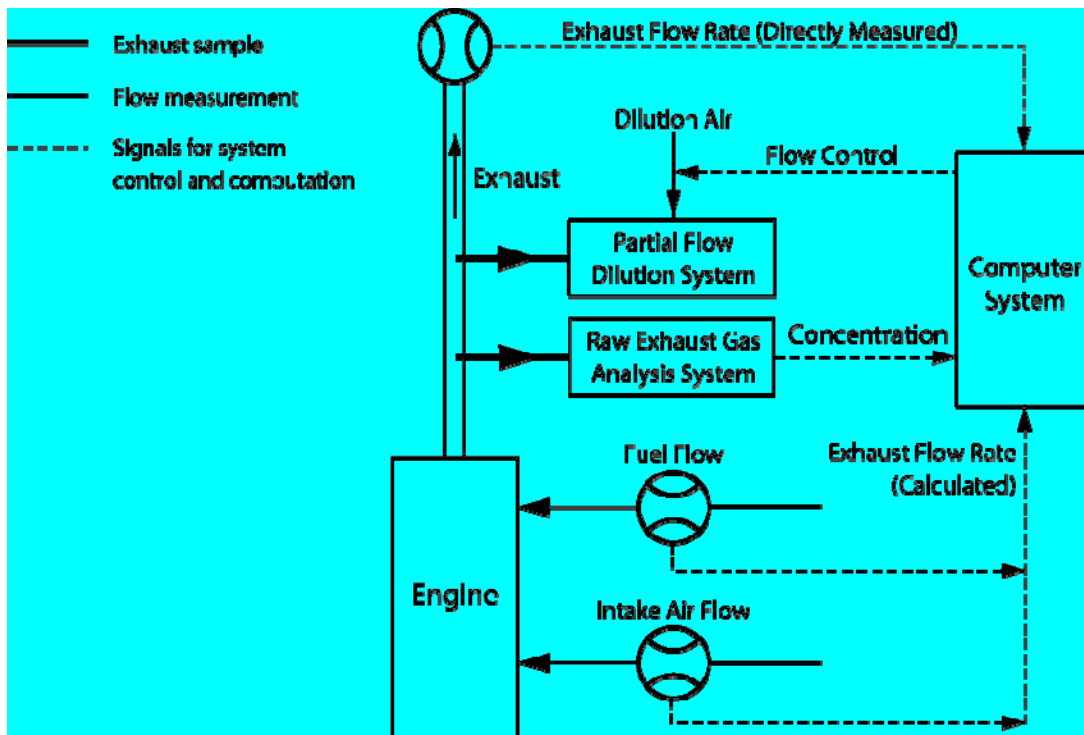 Exhaust sample
Flow measurement
Signals for system
control and computation
Exhaust Flow Rate (Directly Measured)
Dilution Air
Flow Control
Exhaust
Partial Flow
Dilution System
Computer
System
Raw Exhaust Gas
Analysis System
Concentration
Fuel Flow
Exhaust Flow Rate
(Calculated)
Engine
Intake Air Flow